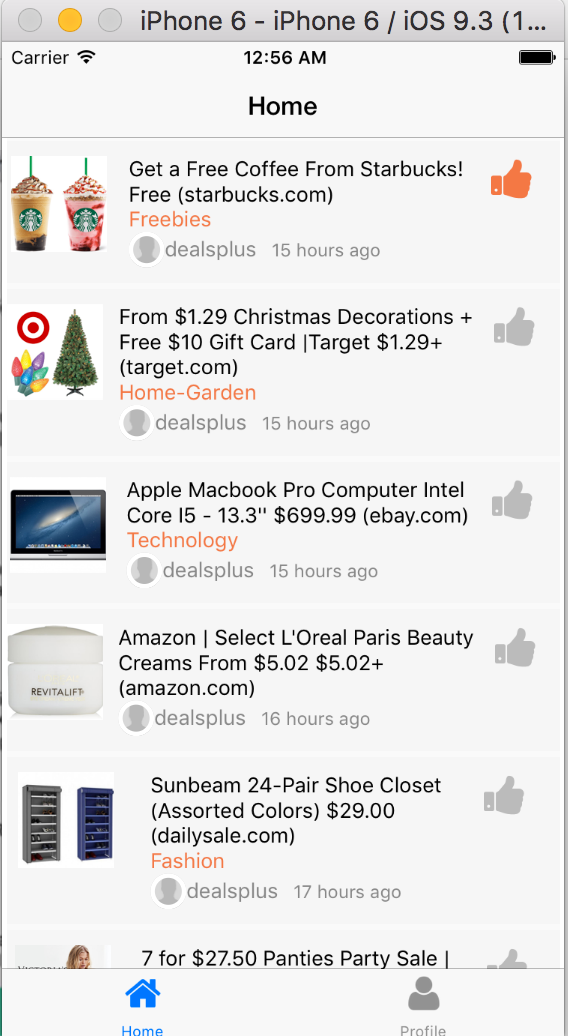 iPhone 6 - iPhone 6 / iOS 9.3 (1...
Carrier 12:56 AM
Home
Get a Free Coffee From Starbucks!
Free (starbucks.com)
Freebies
dealsplus 15 hours ago
From $1.29 Christmas Decorations +
Free $10 Gift Card |Target $1.29+
(target.com)
Home-Garden
dealsplus 15 hours ago
Apple Macbook Pro Computer Intel
Core I5 - 13.3" $699.99 (ebay.com)
Technology
dealsplus 15 hours ago
Amazon | Select L'Oreal Paris Beauty
Creams From $5.02 $5.02+
(amazon.com)
REVITALIFT
dealsplus 16 hours ago
Sunbeam 24-Pair Shoe Closet
(Assorted Colors) $29.00
(dailysale.com)
Fashion
dealsplus 17 hours ago
7 for $27.50 Panties Party Sale |
Home Profile